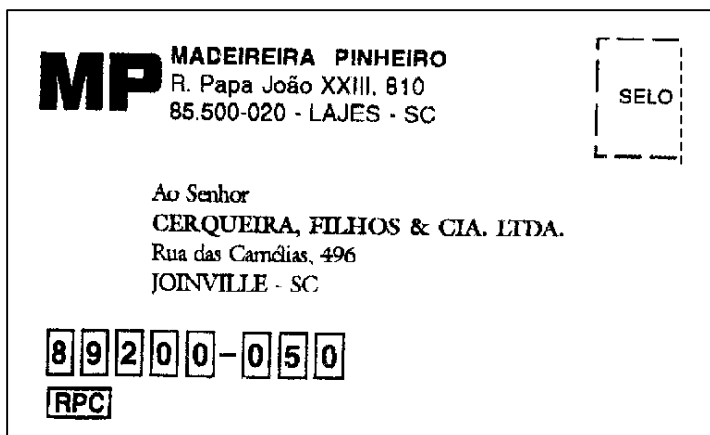 MP
MADEIREIRA PINHEIRO
R. Papa João XXIII, 810
85.500-020 - LAJES - SC
SELO
Ao Senhor
CERQUEIRA, FILHOS & CIA. LTDA.
Rua das Camélias, 496
JOINVILLE - SC
89200-050
RPC